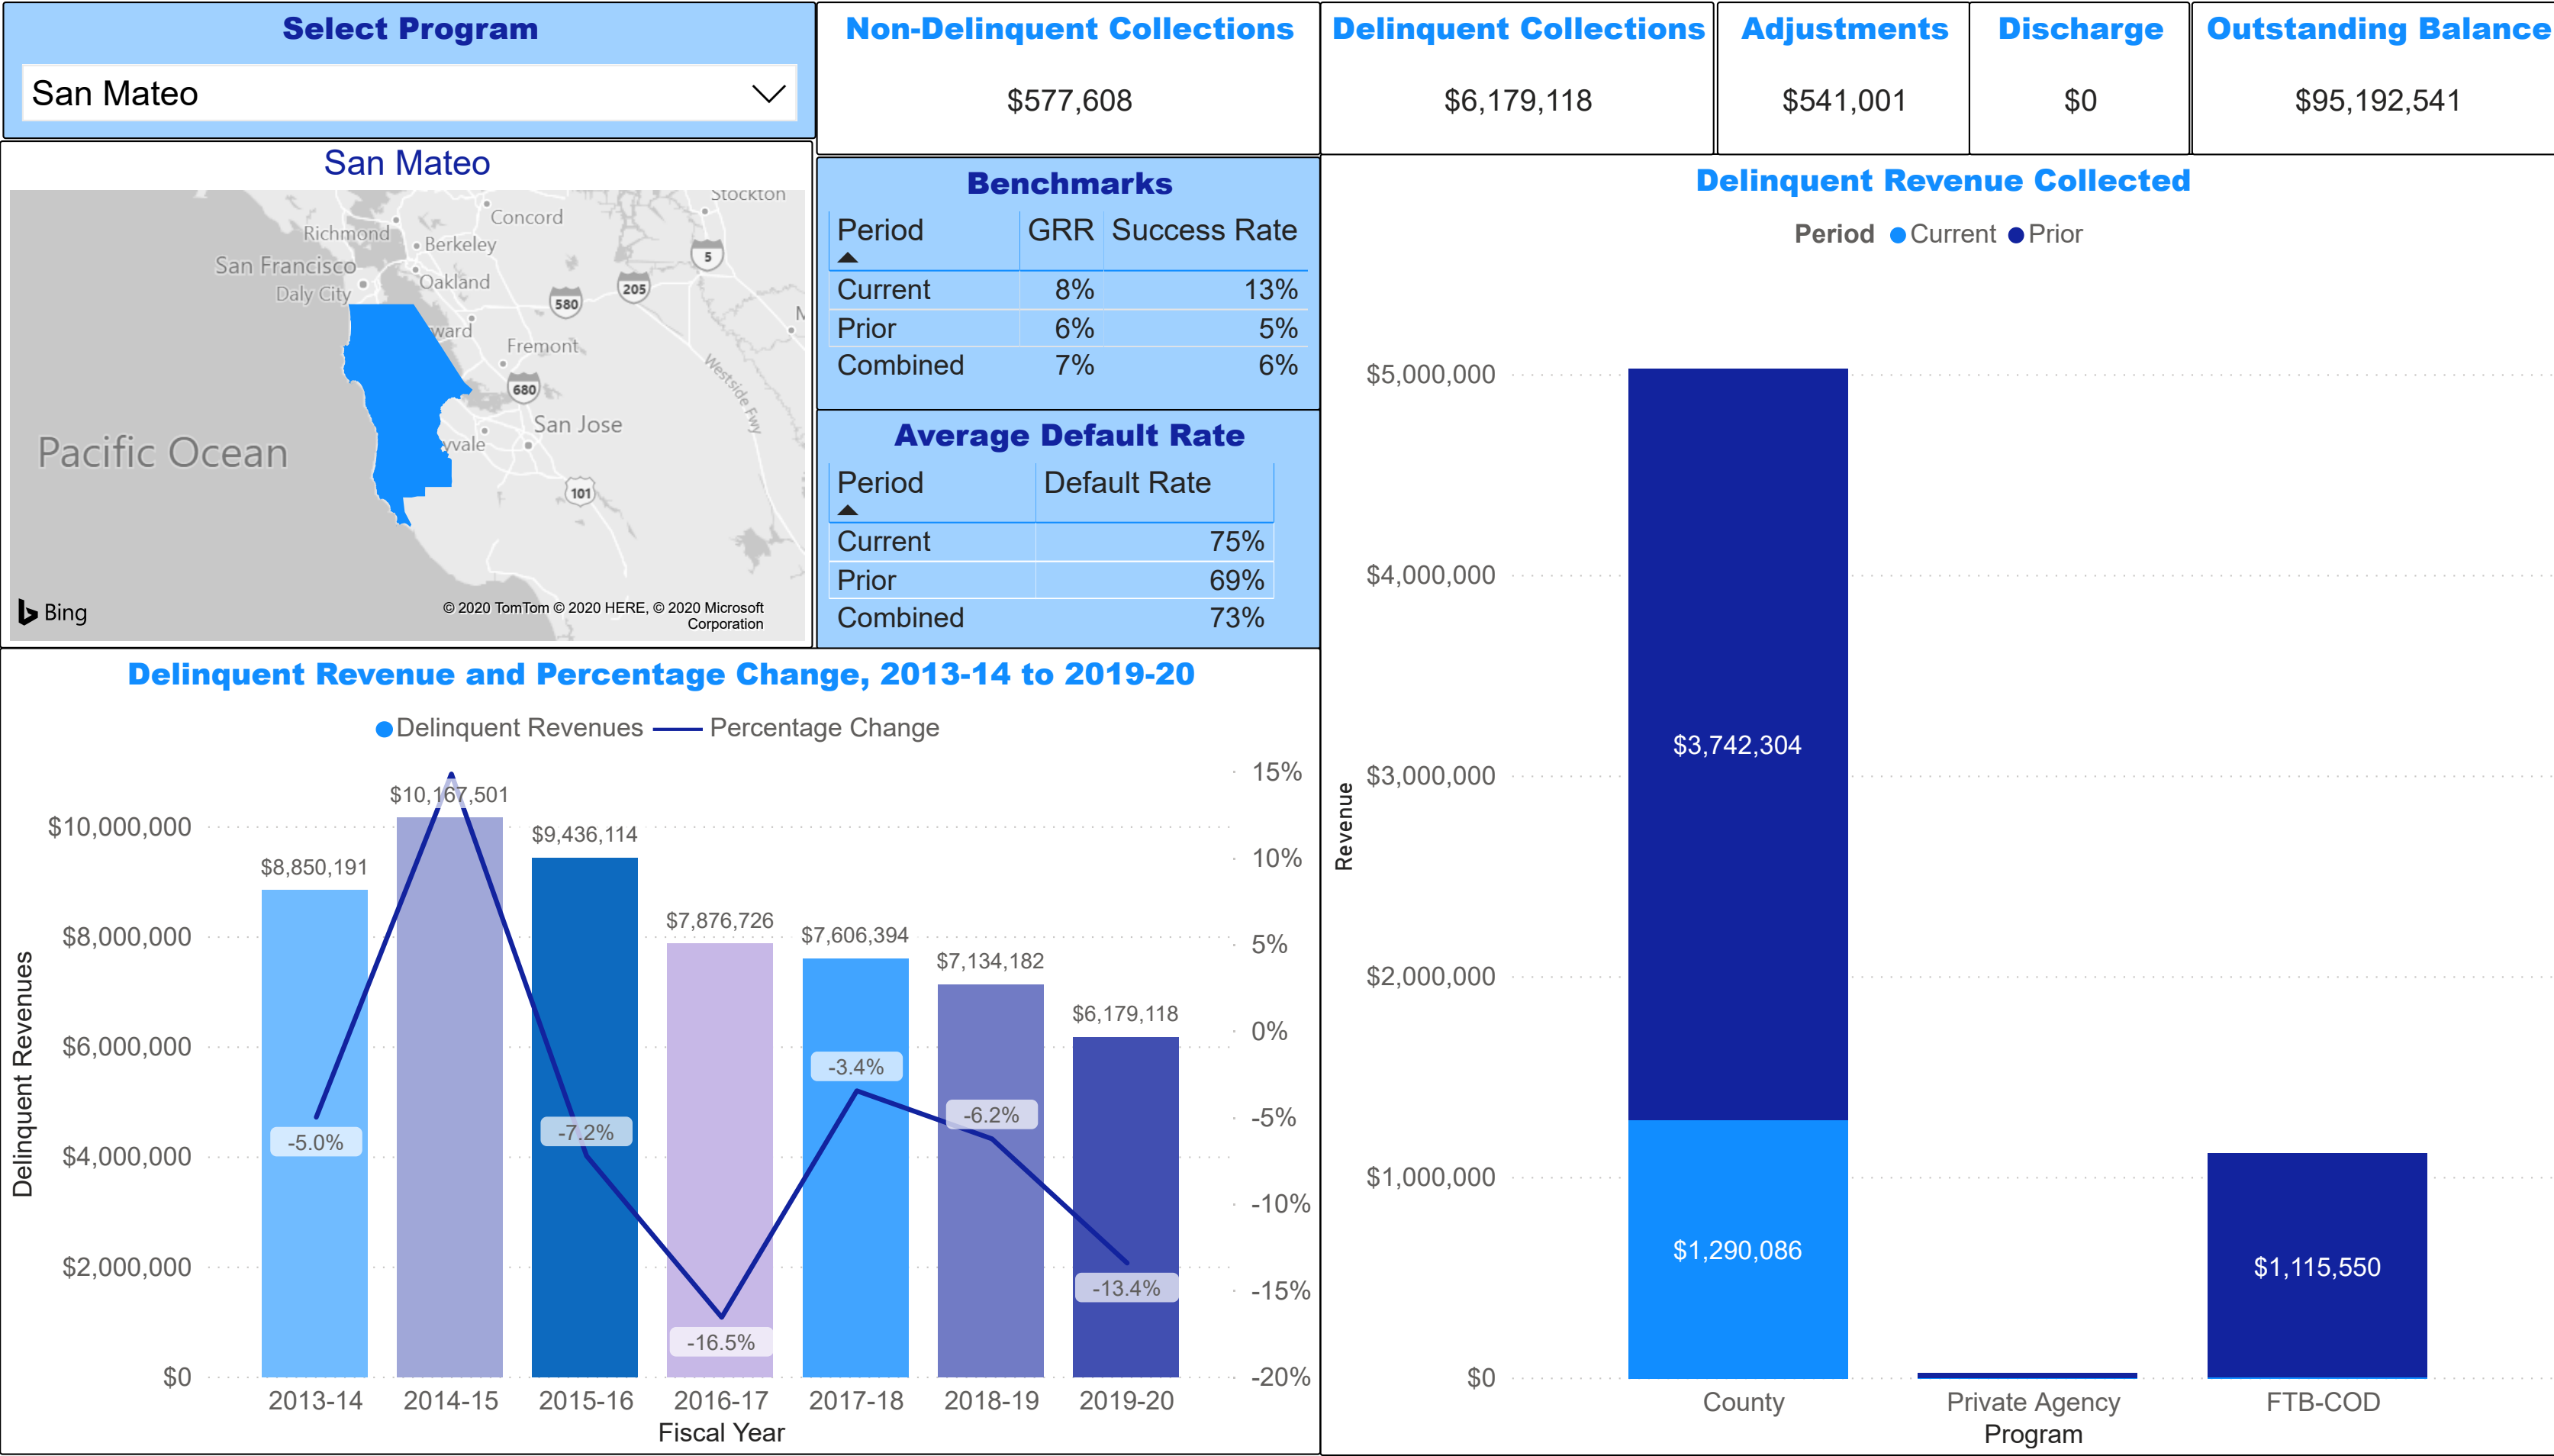 Select Program
San Mateo
Non-Delinquent Collections
$577,608
Delinquent Collections
$6,179,118
Adjustments
$541,001
Discharge
$0
Outstanding Balance
$95,192,541
San Mateo
Stockton
Concord
Richmond
Berkeley
5
San Francisco
Oakland
205
Daly City
580
M
ward
Fremont
Westside Fwy
680
San Jose
Pacific Ocean
yvale
101
Bing
© 2020 TomTom © 2020 HERE, © 2020 Microsoft
Corporation
Benchmarks
Period GRR Success Rate
Current 8% 13%
Prior 6% 5%
Combined 7% 6%
Average Default Rate
Period Default Rate
Current 75%
Prior 69%
Combined 73%
Delinquent Revenue and Percentage Change, 2013-14 to 2019-20
Delinquent Revenues Percentage Change
Delinquent Revenues
$10,000,000
$8,000,000
$6,000,000
$4,000,000
$2,000,000
$0
$8,850,191
$10,167,501
$9,436,114
$7,876,726
$7,606,394
$7,134,182
$6,179,118
-5.0%
-7.2%
-16.5%
-3.4%
-6.2%
-13.4%
15%
10%
5%
0%
-5%
-10%
-15%
-20%
2013-14 2014-15 2015-16 2016-17 2017-18 2018-19 2019-20
Fiscal Year
Delinquent Revenue Collected
Period Current Prior
Revenue
$5,000,000
$4,000,000
$3,000,000
$2,000,000
$1,000,000
$0
$3,742,304
$1,290,086
$1,115,550
County Private Agency FTB-COD
Program